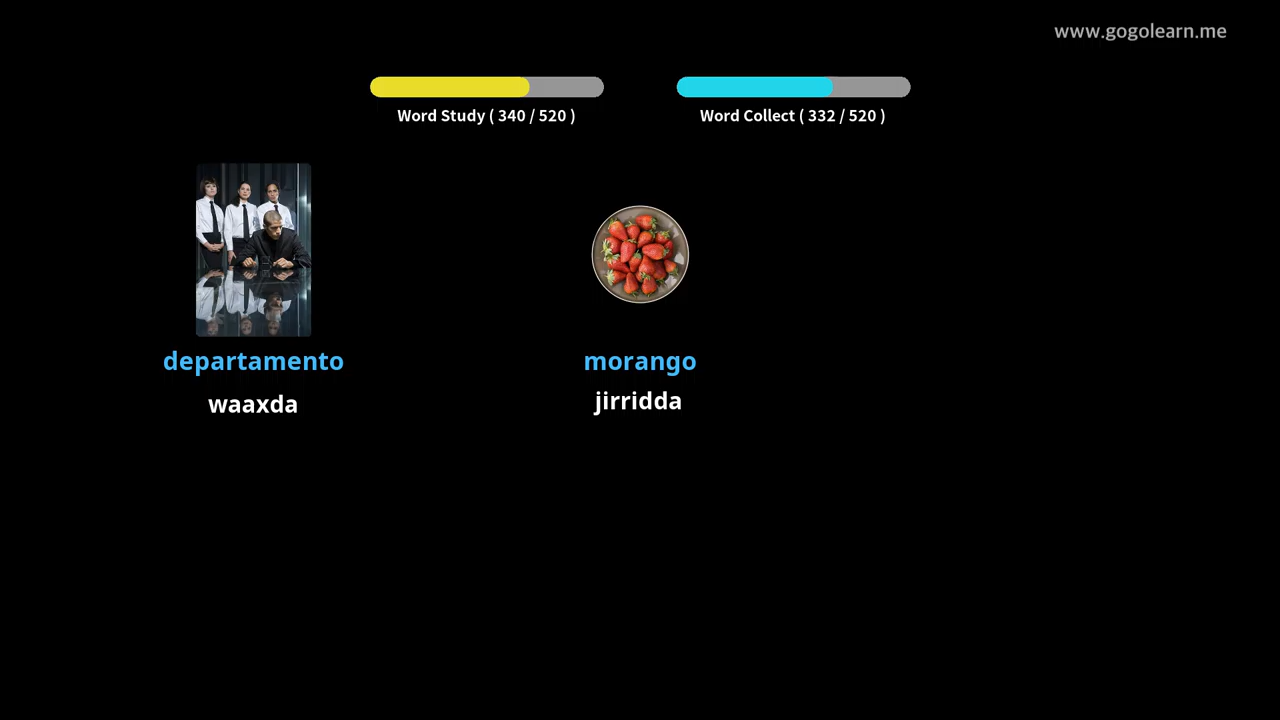 www.gogolearn.me
Word Study ( 340 / 520 )
Word Collect ( 332 / 520 )
departamento
waaxda
morango
jirridda